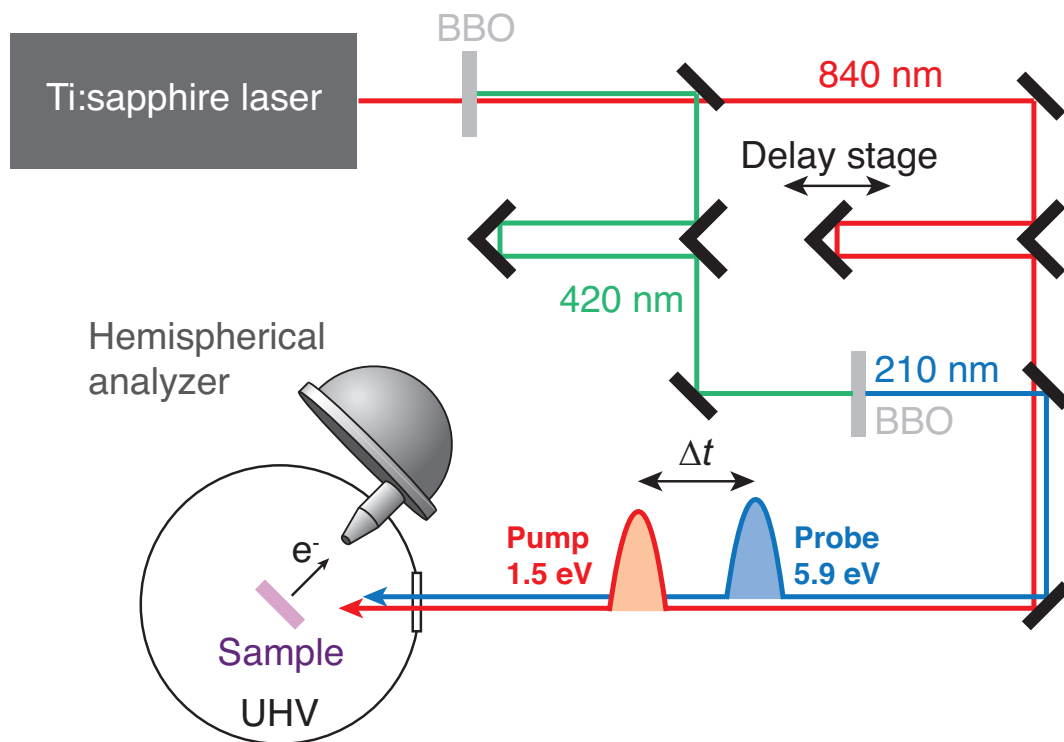 BBO
Ti:sapphire laser
840 nm
Delay stage
420 nm
Hemispherical
analyzer
210 nm
BBO
Δt
Pump
1.5 eV
Probe
5.9 eV
e-
Sample
UHV